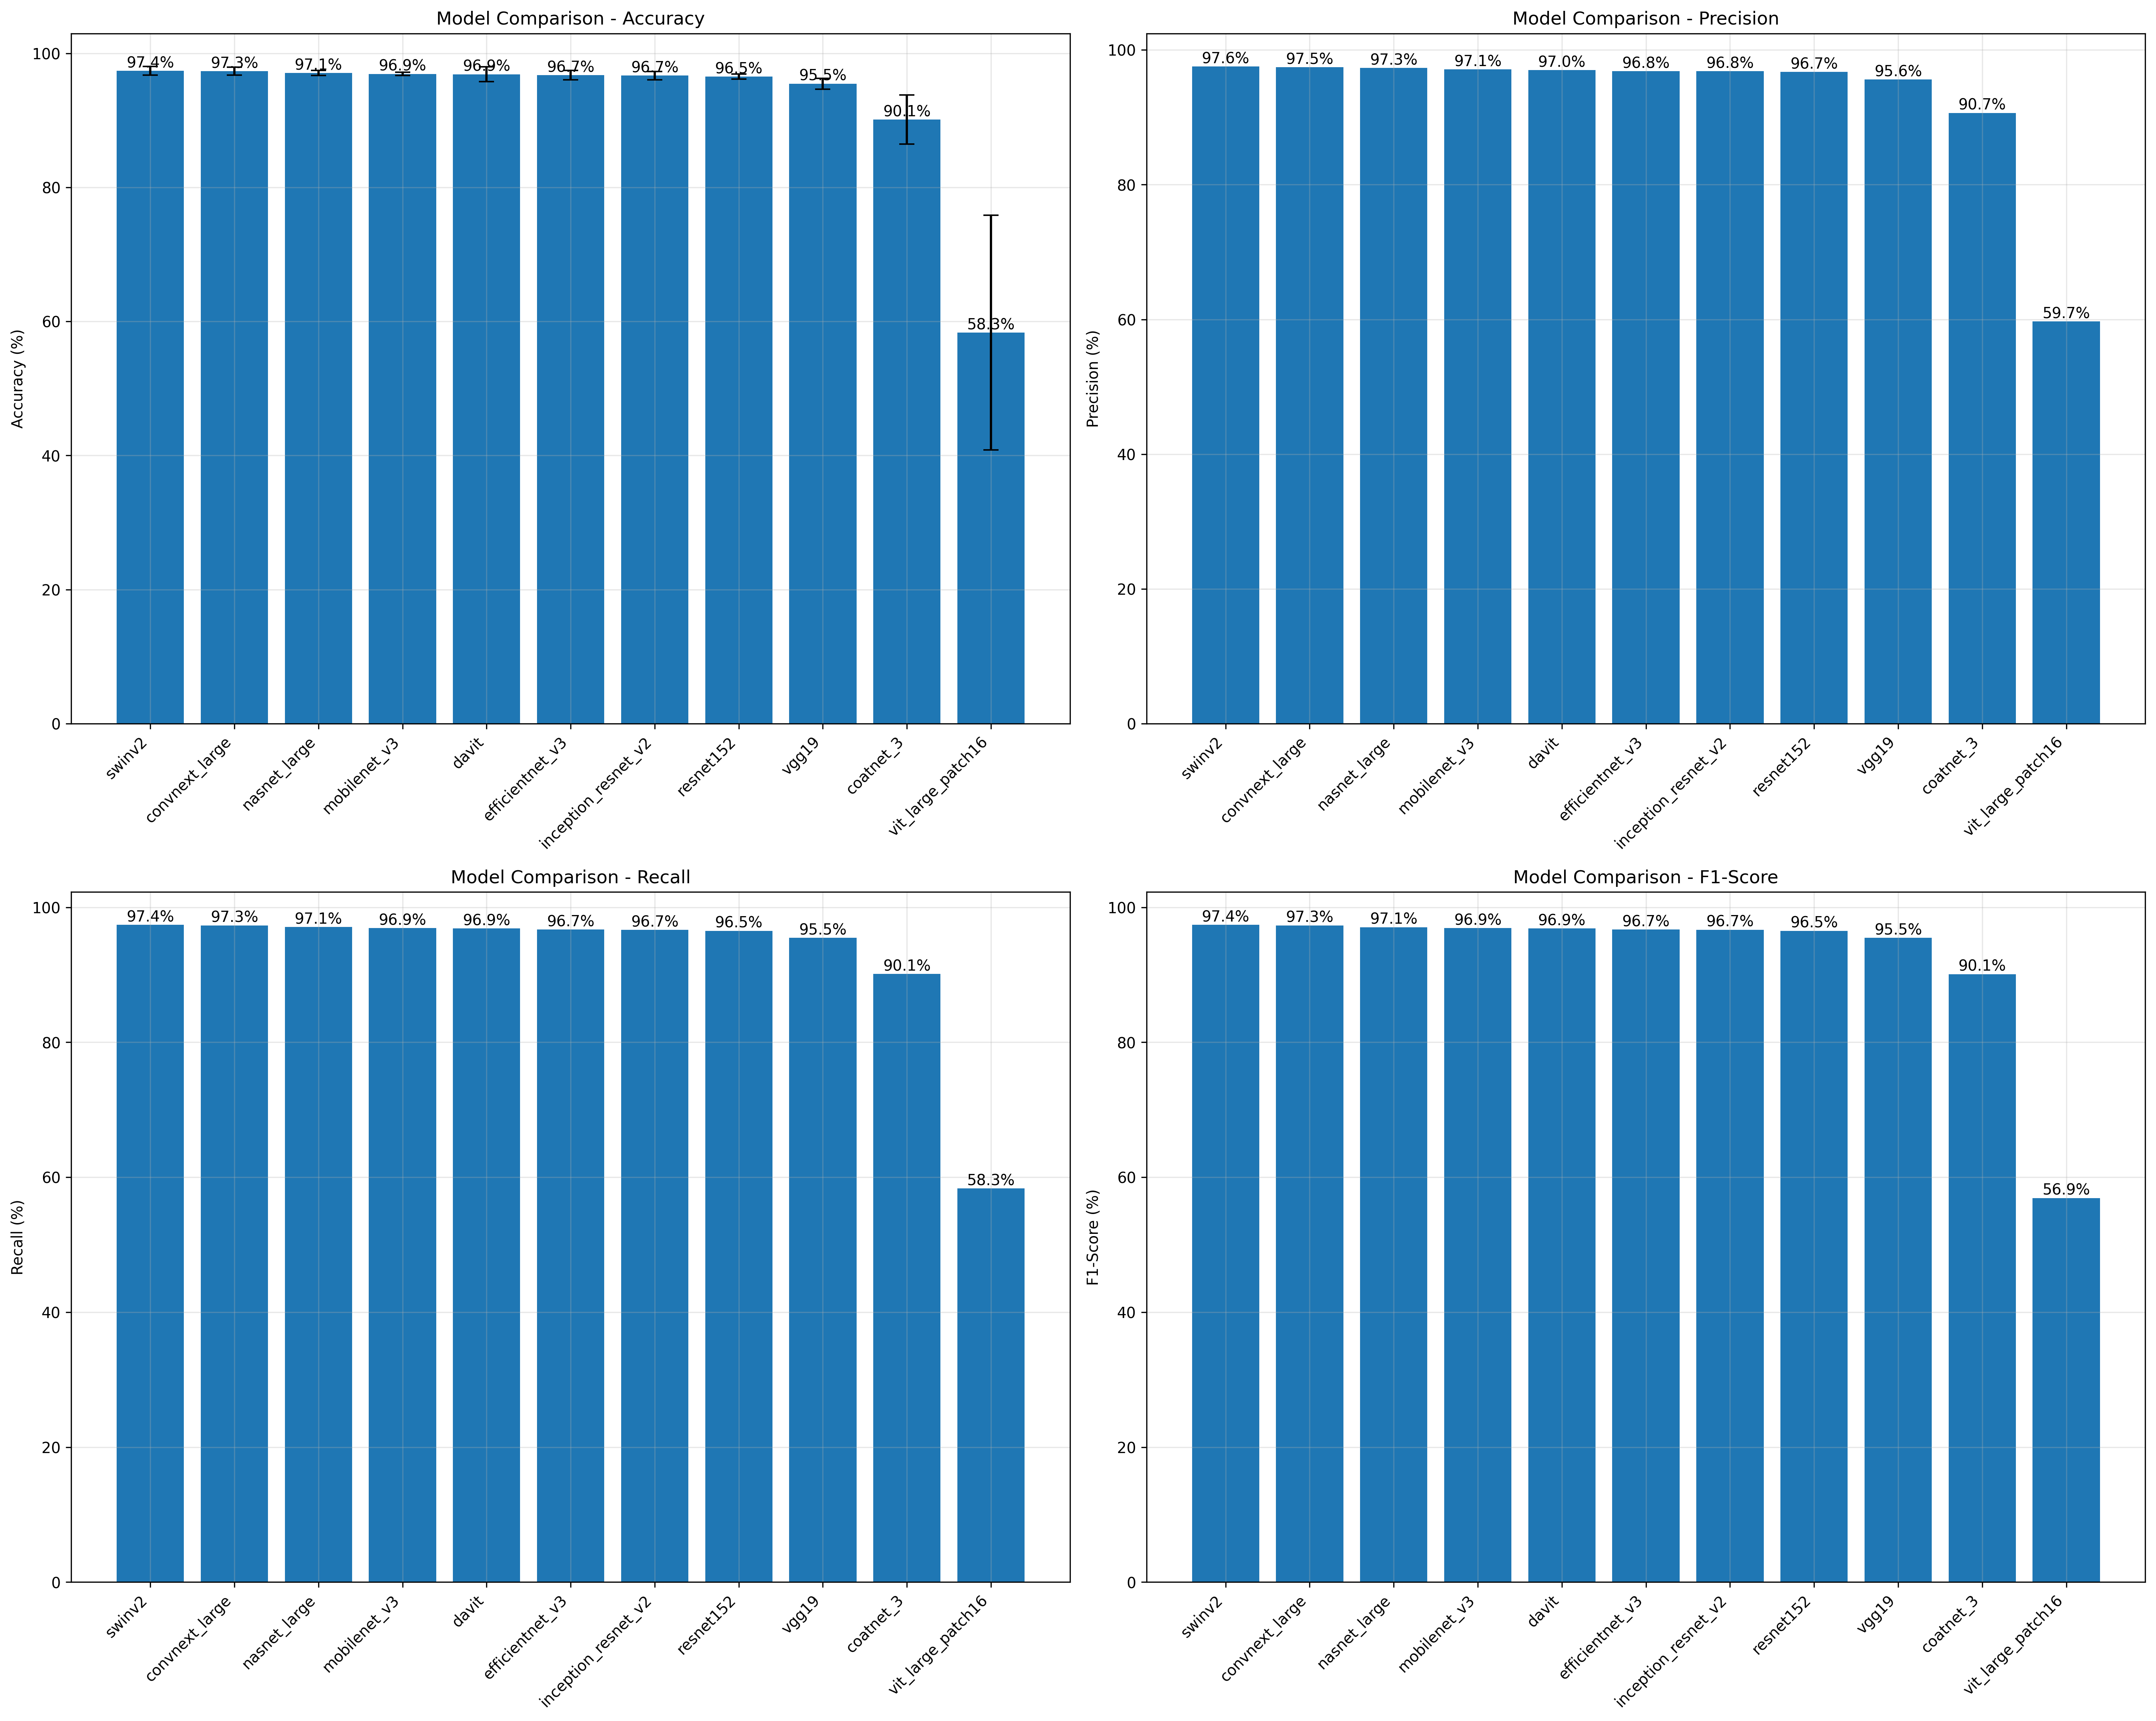 Model Comparison - Accuracy
Accuracy (%)
100
80
60
40
20
0
97.4%
97.3%
97.1%
96.9%
96.9%
96.7%
96.7%
96.5%
95.5%
90.1%
58.3%
swinv2
convnext_large
nasnet_large
mobilenet_v3
davit
efficientnet_v3
inception_resnet_v2
resnet152
vgg19
coatnet_3
vit_large_patch16
Model Comparison - Precision
Precision (%)
100
80
60
40
20
0
97.6%
97.5%
97.3%
97.1%
97.0%
96.8%
96.8%
96.7%
95.6%
90.7%
59.7%
swinv2
convnext_large
nasnet_large
mobilenet_v3
davit
efficientnet_v3
inception_resnet_v2
resnet152
vgg19
coatnet_3
vit_large_patch16
Model Comparison - Recall
Recall (%)
100
80
60
40
20
0
97.4%
97.3%
97.1%
96.9%
96.9%
96.7%
96.7%
96.5%
95.5%
90.1%
58.3%
swinv2
convnext_large
nasnet_large
mobilenet_v3
davit
efficientnet_v3
inception_resnet_v2
resnet152
vgg19
coatnet_3
vit_large_patch16
Model Comparison - F1-Score
F1-Score (%)
100
80
60
40
20
0
97.4%
97.3%
97.1%
96.9%
96.9%
96.7%
96.7%
96.5%
95.5%
90.1%
56.9%
swinv2
convnext_large
nasnet_large
mobilenet_v3
davit
efficientnet_v3
inception_resnet_v2
resnet152
vgg19
coatnet_3
vit_large_patch16